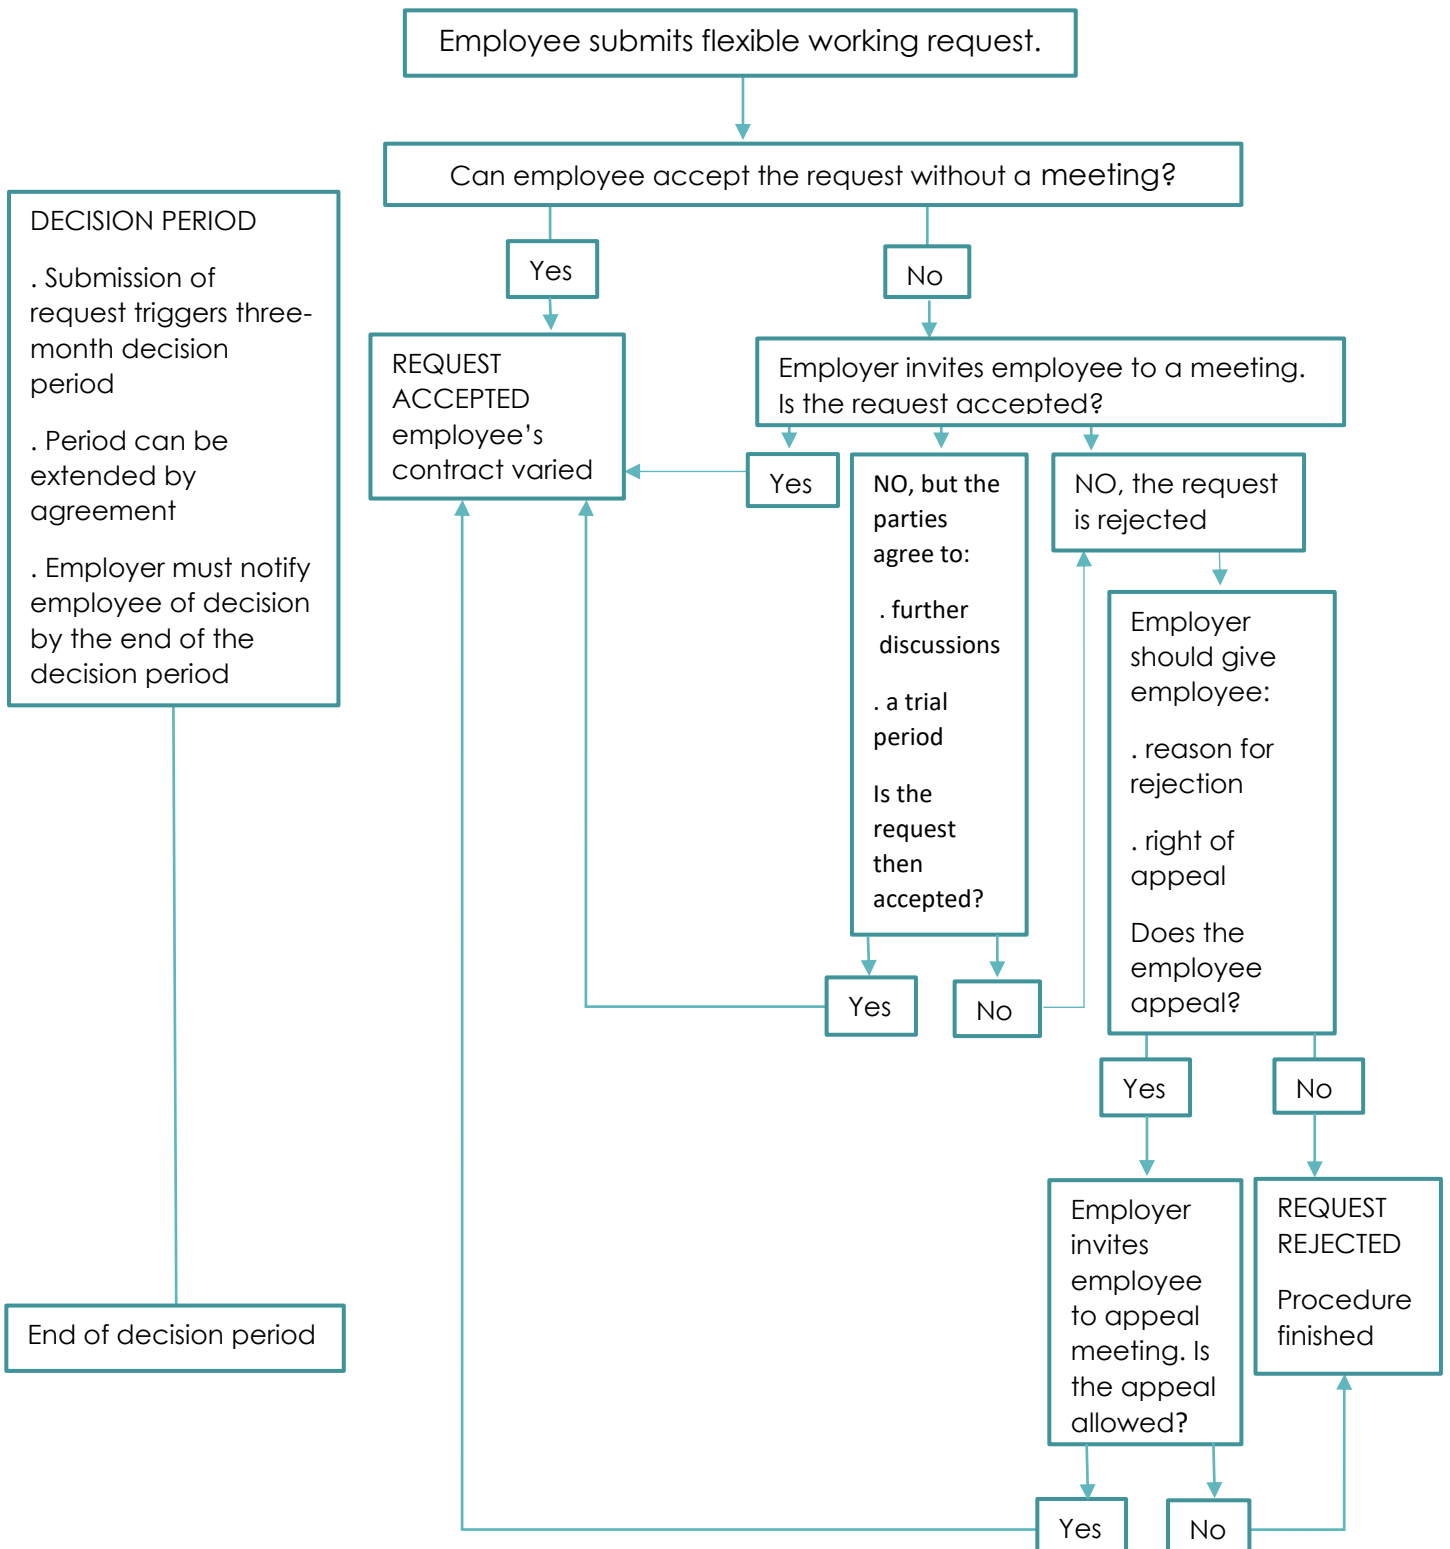 Employee submits flexible working request.
Can employee accept the request without a meeting?
DECISION PERIOD
. Submission of
request triggers three-
month decision
period
. Period can be
extended by
agreement
. Employer must notify
employee of decision
by the end of the
decision period
End of decision period
Yes
No
REQUEST
ACCEPTED
employee’s
contract varied
Employer invites employee to a meeting.
Is the request accepted?
Yes
NO, but the
parties
agree to:
. further
discussions
. a trial
period
Is the
request
then
accepted?
NO, the request
is rejected
Yes
No
Employer
should give
employee:
. reason for
rejection
. right of
appeal
Does the
employee
appeal?
Yes
No
Employer
invites
employee
to appeal
meeting. Is
the appeal
allowed?
REQUEST
REJECTED
Procedure
finished
Yes
No